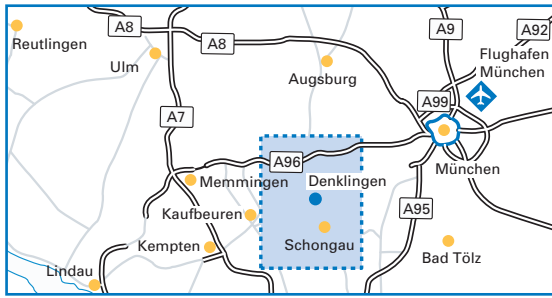 A8
A9
A92
Reutlingen
A8
Flughafen
München
Ulm
Augsburg
A99
A7
A96
München
Memmingen
Denklingen
Kaufbeuren
A95
Kempten
Schongau
Bad Tölz
Lindau